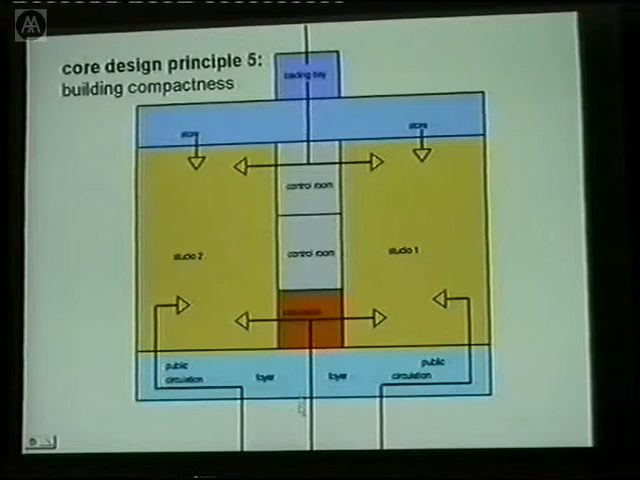 AA
core design principle 5:
building compactness
loading bay
store
store
control room
control room
studio 2
studio 1
public
circulation
foyer
foyer
public
circulation